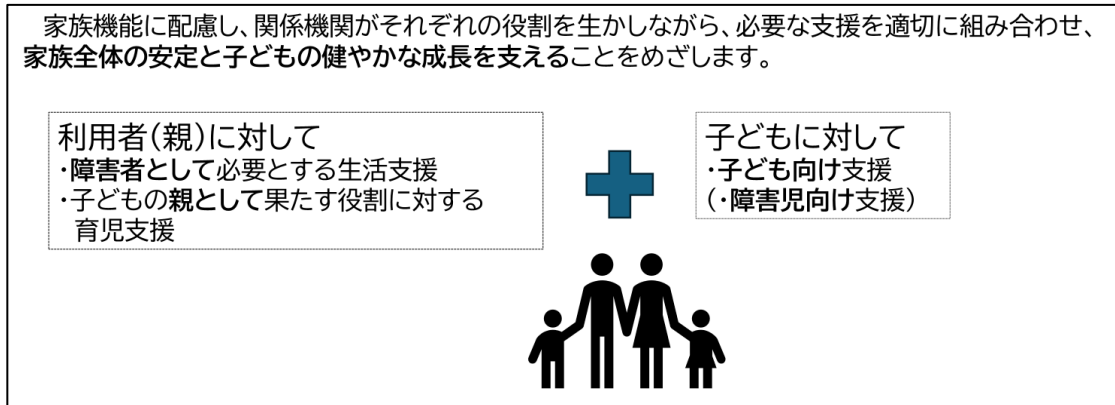 家族機能に配慮し、関係機関がそれぞれの役割を生かしながら、必要な支援を適切に組み合わせ、
家族全体の安定と子どもの健やかな成長を支えることをめざします。
利用者(親)に対して
・障害者として必要とする生活支援
・子どもの親として果たす役割に対する
育児支援
子どもに対して
・子ども向け支援
(・障害児向け支援)